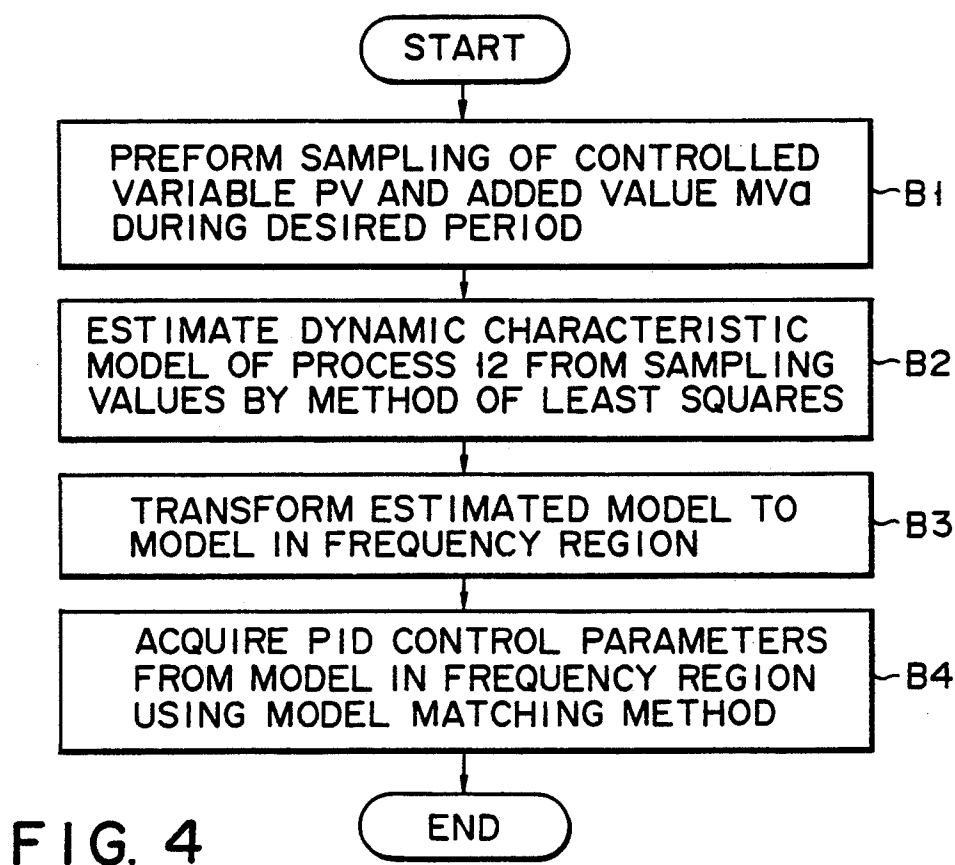 START
PREFORM SAMPLING OF CONTROLLED
VARIABLE PV AND ADDED VALUE MVa
DURING DESIRED PERIOD
B1
ESTIMATE DYNAMIC CHARACTERISTIC
MODEL OF PROCESS 12 FROM SAMPLING
VALUES BY METHOD OF LEAST SQUARES
B2
TRANSFORM ESTIMATED MODEL TO
MODEL IN FREQUENCY REGION
B3
ACQUIRE PID CONTROL PARAMETERS
FROM MODEL IN FREQUENCY REGION
USING MODEL MATCHING METHOD
B4
END
FIG. 4